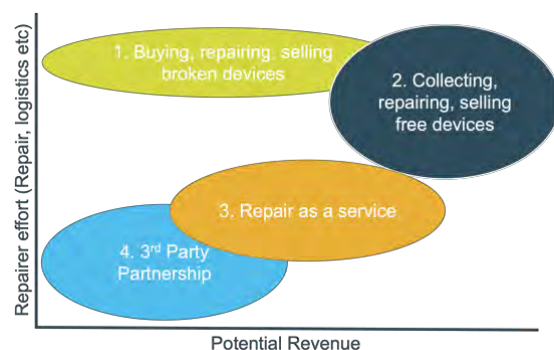 Repairer effort (Repair, logistics etc)
1. Buying, repairing, selling
broken devices
2. Collecting,
repairing, selling
free devices
3. Repair as a service
4. 3rd Party
Partnership
Potential Revenue